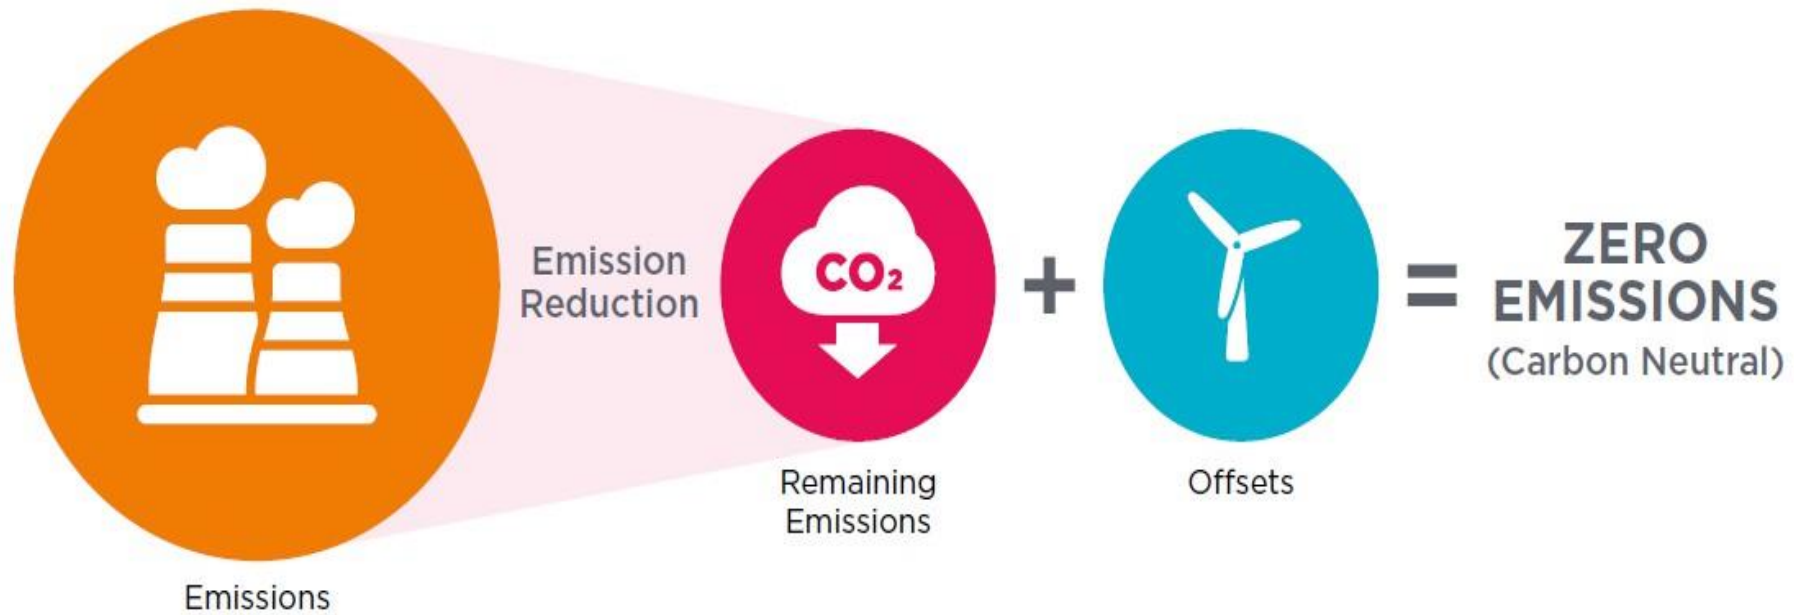 Emissions
Emission
Reduction
CO₂
Remaining
Emissions
+
Offsets
=
ZERO
EMISSIONS
(Carbon Neutral)